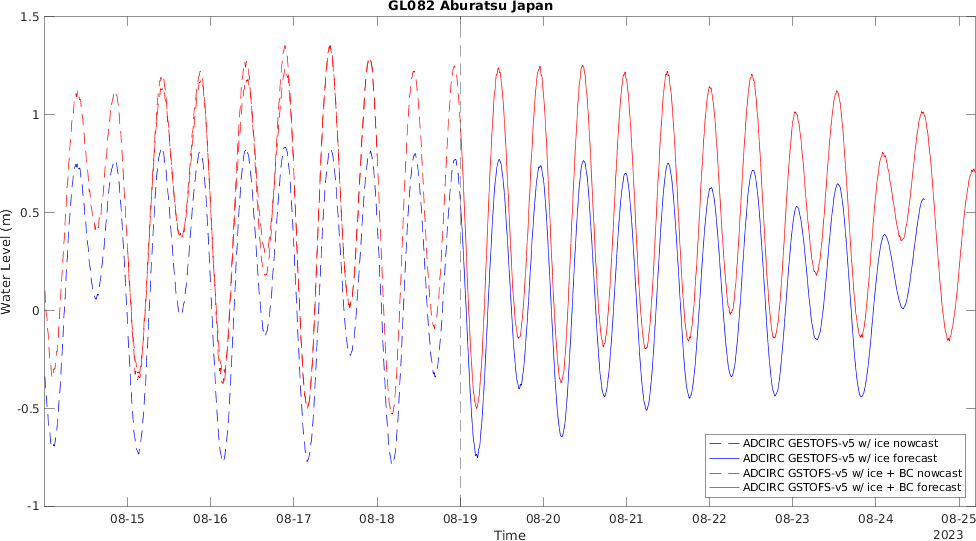 GL082 Aburatsu Japan
1.5
1
0.5
0
-0.5
-1
Water Level (m)
ADCIRC GESTOFS-v5 w/ ice nowcast
ADCIRC GESTOFS-v5 w/ ice forecast
ADCIRC GSTOFS-v5 w/ ice + BC nowcast
ADCIRC GSTOFS-v5 w/ ice + BC forecast
08-15 08-16 08-17 08-18 08-19 08-20 08-21 08-22 08-23 08-24 08-25
Time
2023